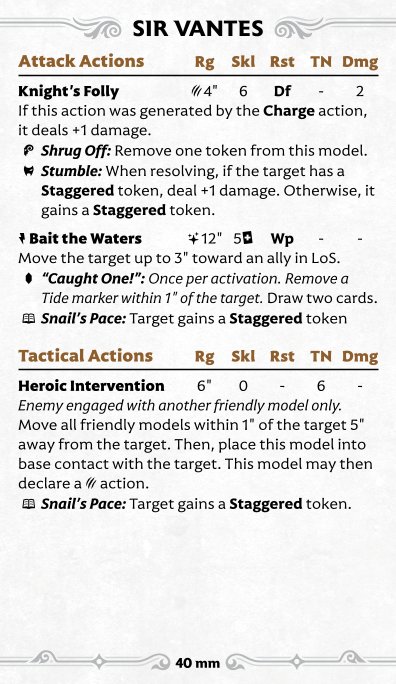 SIR VANTES
Attack Actions Rg Skl Rst TN Dmg
Knight's Folly 4" 6 Df - 2
If this action was generated by the Charge action,
it deals +1 damage.
Shrug Off: Remove one token from this model.
Stumble: When resolving, if the target has a
Staggered token, deal +1 damage. Otherwise, it
gains a Staggered token.
Bait the Waters 12" 5 Wp - -
Move the target up to 3" toward an ally in LoS.
"Caught One!": Once per activation. Remove a
Tide marker within 1" of the target. Draw two cards.
Snail's Pace: Target gains a Staggered token
Tactical Actions Rg Skl Rst TN Dmg
Heroic Intervention 6" 0 - 6 -
Enemy engaged with another friendly model only.
Move all friendly models within 1" of the target 5"
away from the target. Then, place this model into
base contact with the target. This model may then
declare a action.
Snail's Pace: Target gains a Staggered token.
40 mm